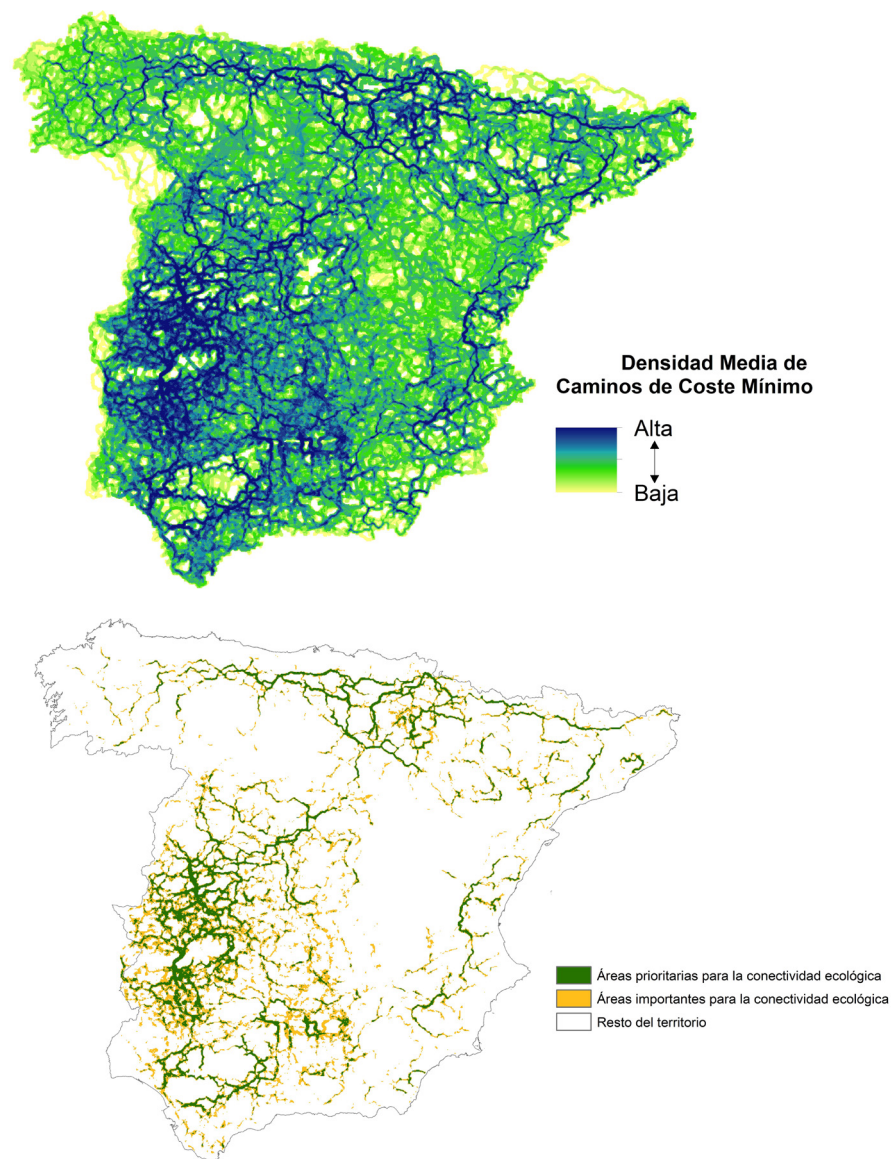 Densidad Media de
Caminos de Coste Mínimo
Alta
Baja
Áreas prioritarias para la conectividad ecológica
Áreas importantes para la conectividad ecológica
Resto del territorio